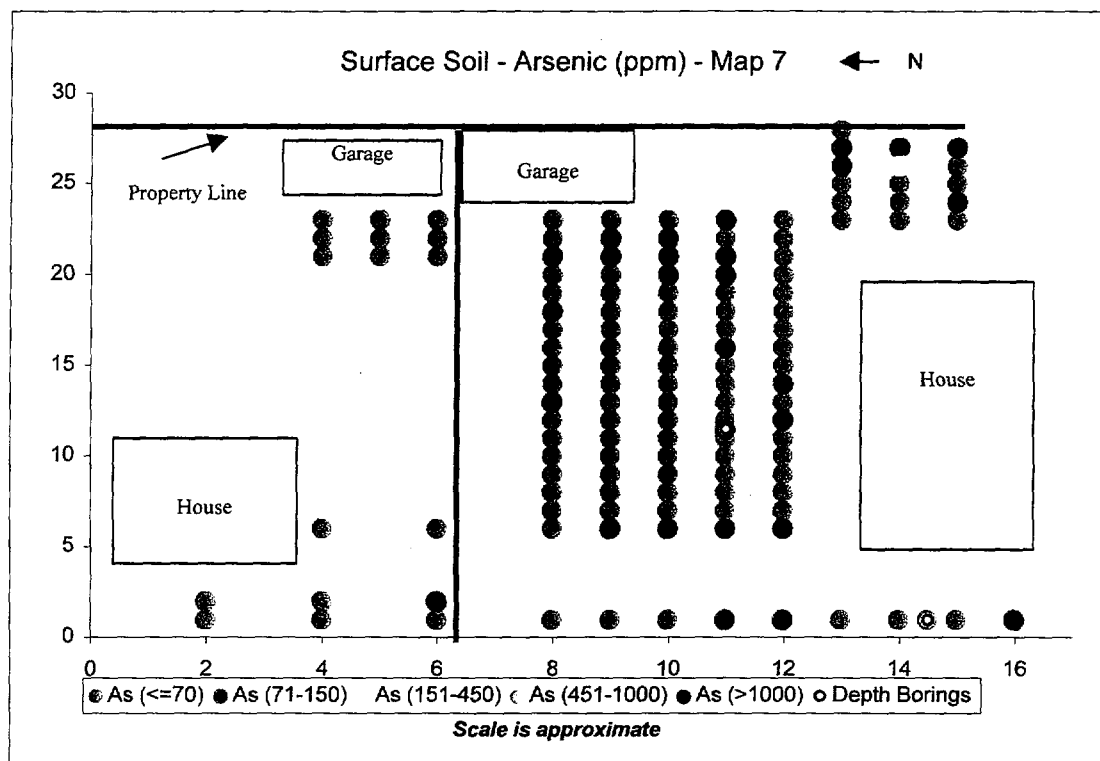 Surface Soil - Arsenic (ppm) - Map 7 N
30
Garage
Garage
25
Property Line
20
15
House
10
House
5
0
0 2 4 6 8 10 12 14 16
As (<=70) As (71-150) As (151-450) As (451-1000) As (>1000) Depth Borings
Scale is approximate